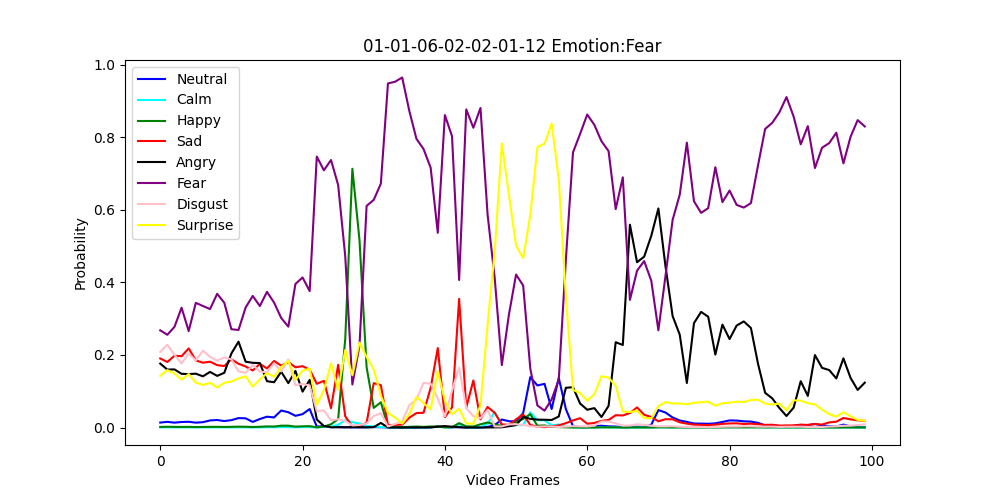 01-01-06-02-02-01-12 Emotion:Fear
Probability
1.0
0.8
0.6
0.4
0.2
0.0
Neutral
Calm
Happy
Sad
Angry
Fear
Disgust
Surprise
0 20 40 60 80 100
Video Frames